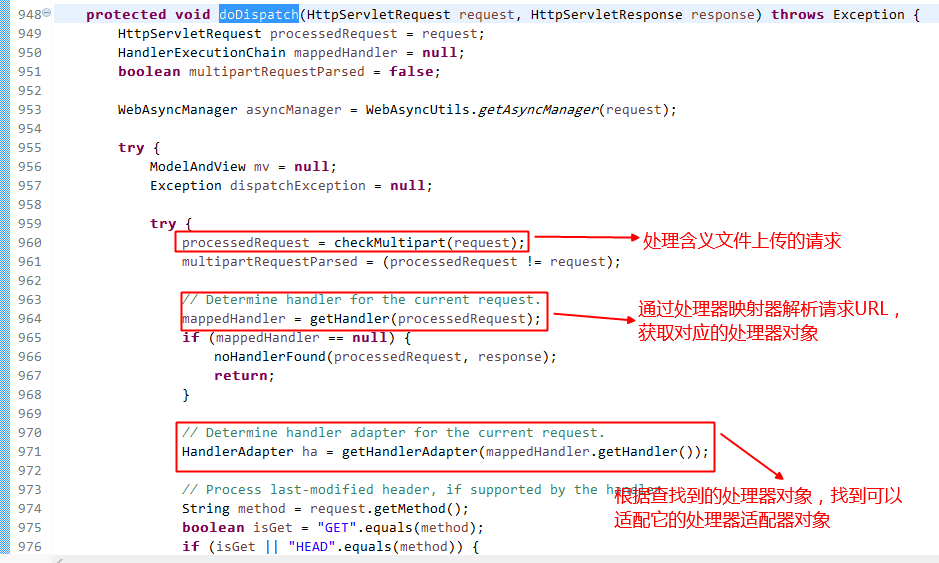 948 protected void doDispatch(HttpServletRequest request, HttpServletResponse response) throws Exception {
949 HttpServletRequest processedRequest = request;
950 HandlerExecutionChain mappedHandler = null;
951 boolean multipartRequestParsed = false;
952
953 WebAsyncManager asyncManager = WebAsyncUtils.getAsyncManager(request);
954
955 try {
956 ModelAndView mv = null;
957 Exception dispatchException = null;
958
959 try {
960 processedRequest = checkMultipart(request); 处理含义文件上传的请求
961 multipartRequestParsed = (processedRequest != request);
962
963 // Determine handler for the current request.
964 mappedHandler = getHandler(processedRequest);
通过处理器映射器解析请求URL，
获取对应的处理器对象
965 if (mappedHandler == null) {
966 noHandlerFound(processedRequest, response);
967 return;
968 }
969
970 // Determine handler adapter for the current request.
971 HandlerAdapter ha = getHandlerAdapter(mappedHandler.getHandler());
972
973 // Process last-modified header, if supported by the handler.
根据查找到的处理器对象，找到可以
适配它的处理器适配器对象
974 String method = request.getMethod();
975 boolean isGet = "GET".equals(method);
976 if (isGet || "HEAD".equals(method)) {